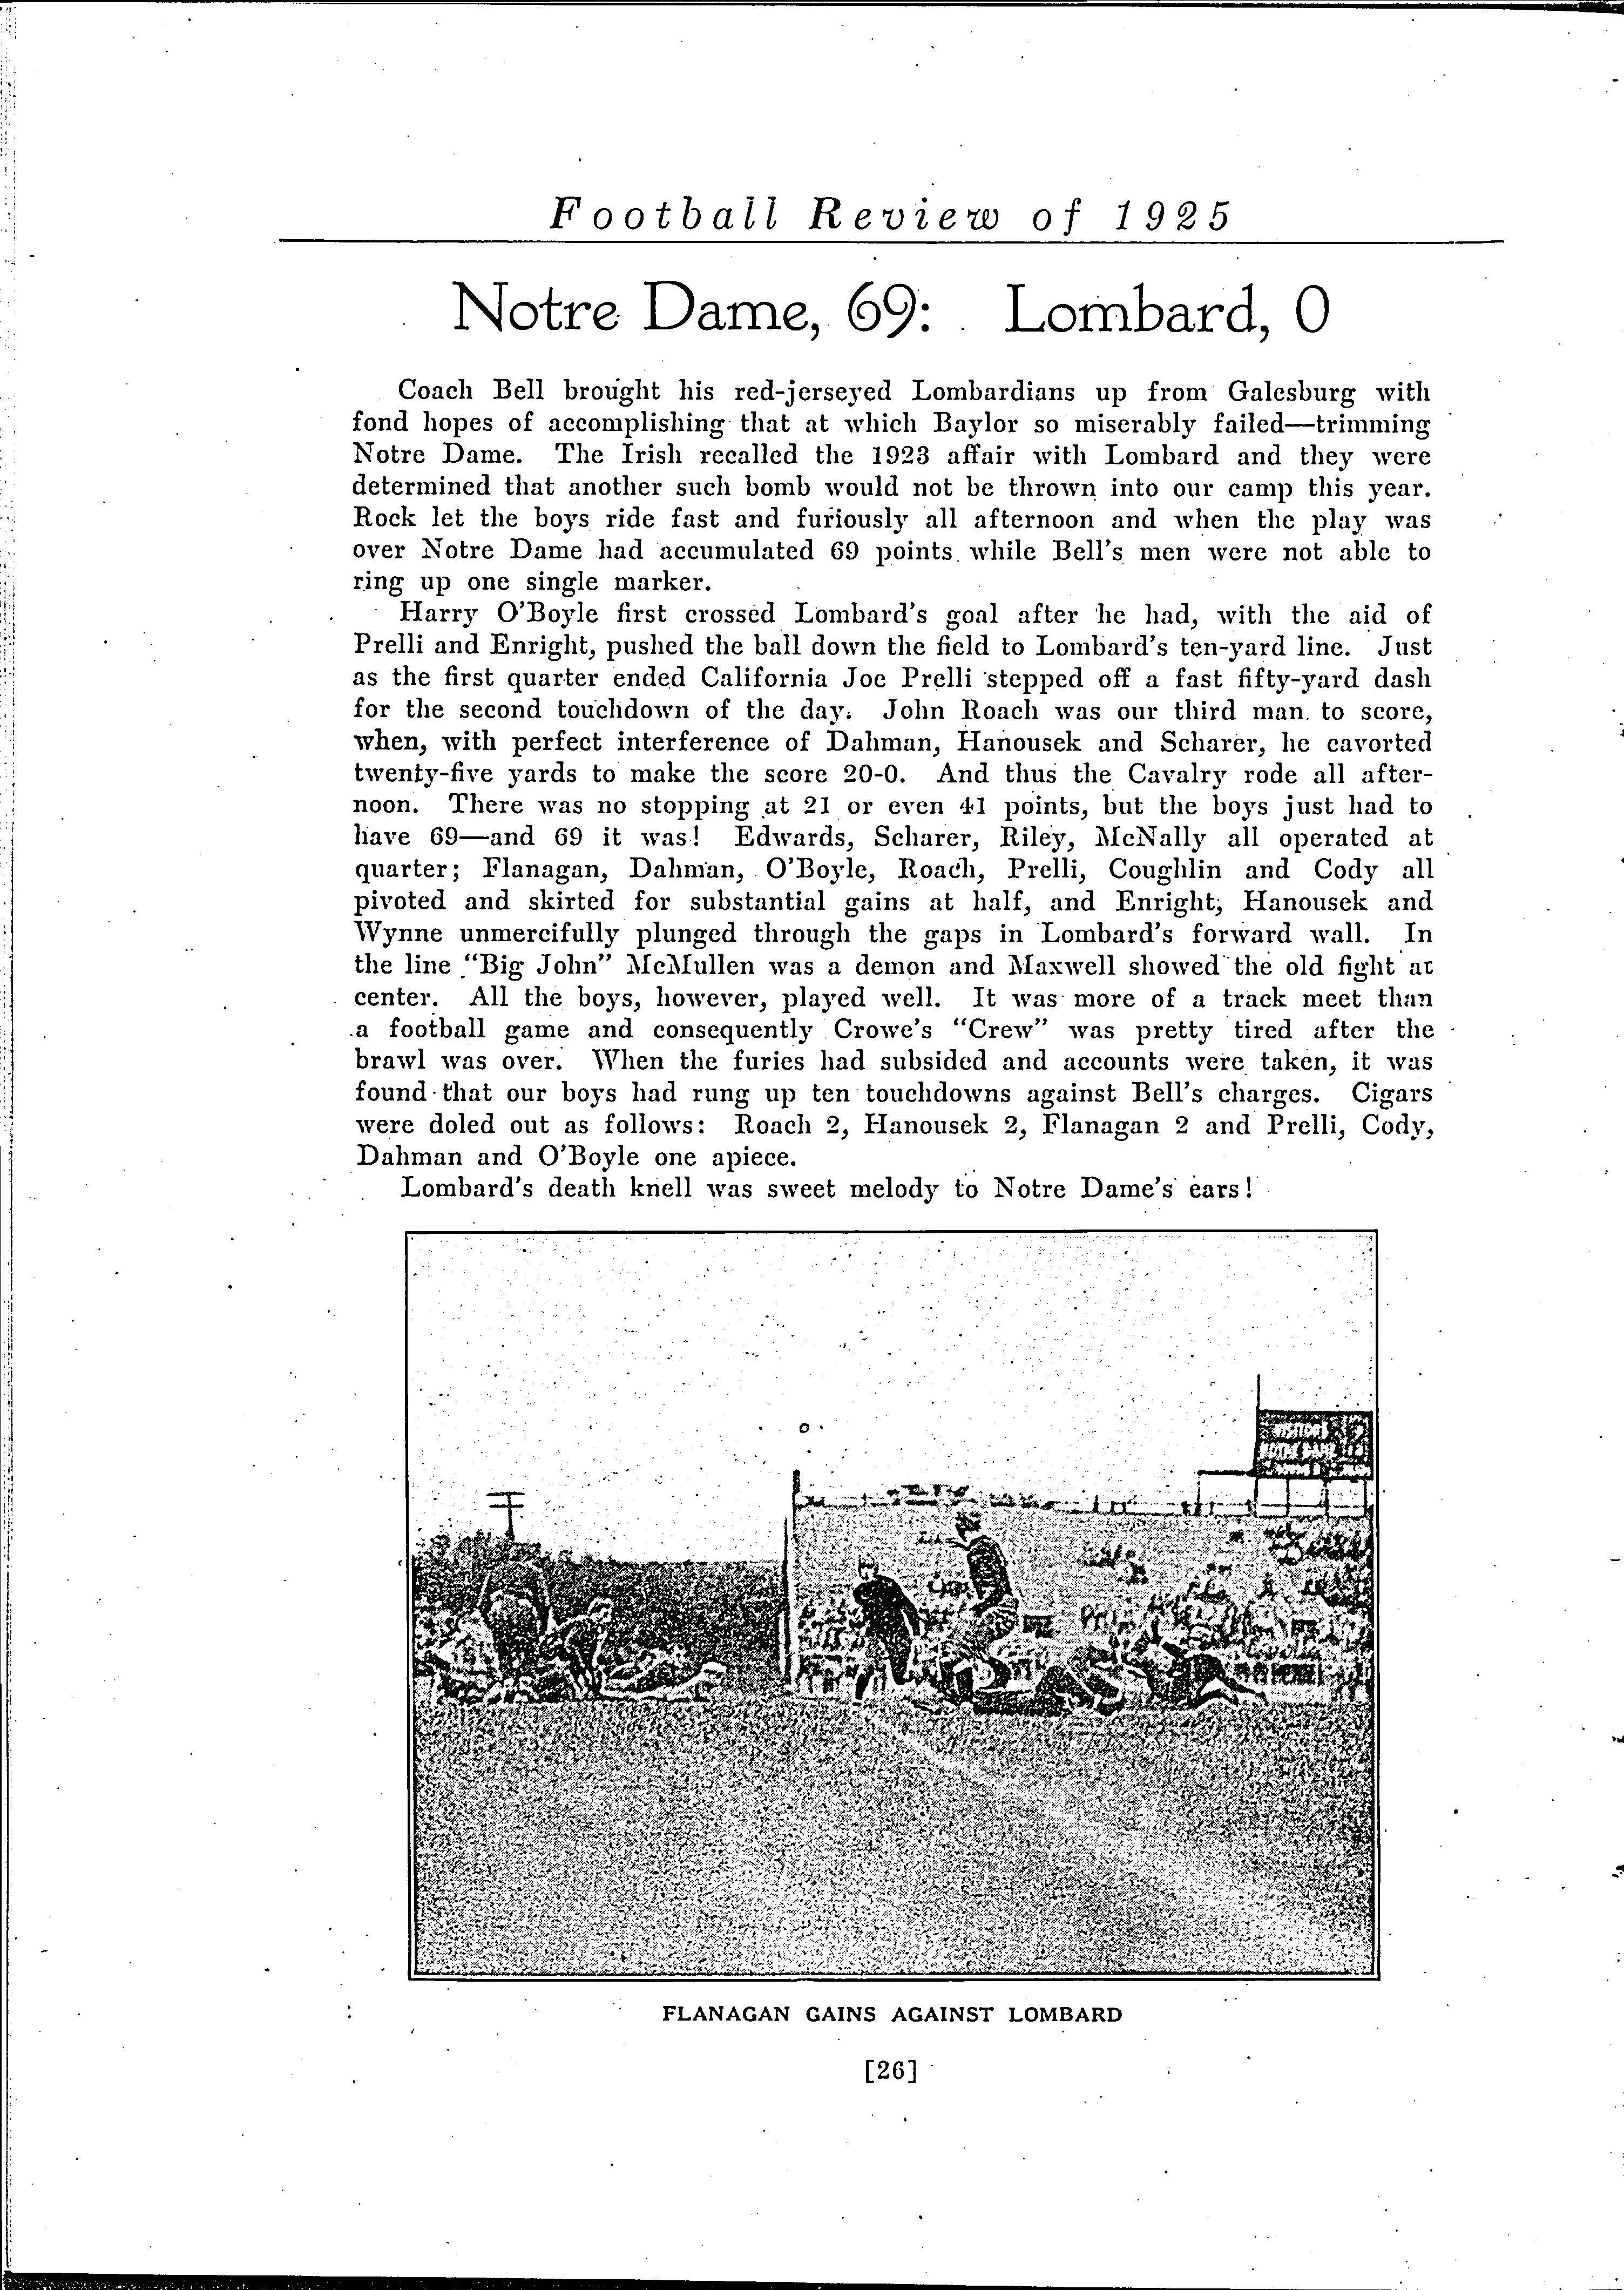 Football Review of 1925
Notre Dame, 69: Lombard, 0
Coach Bell brought his red-jerseyed Lombardians up from Galesburg with
fond hopes of accomplishing that at which Baylor so miserably failed—trimming
Notre Dame. The Irish recalled the 1923 affair with Lombard and they were
determined that another such bomb would not be thrown into our camp this year.
Rock let the boys ride fast and furiously all afternoon and when the play was
over Notre Dame had accumulated 69 points while Bell's men were not able to
ring up one single marker.
Harry O'Boyle first crossed Lombard's goal after he had, with the aid of
Prelli and Enright, pushed the ball down the field to Lombard's ten-yard line. Just
as the first quarter ended California Joe Prelli stepped off a fast fifty-yard dash
for the second touchdown of the day. John Roach was our third man to score,
when, with perfect interference of Dahman, Hanousek and Scharer, he cavorted
twenty-five yards to make the score 20-0. And thus the Cavalry rode all after-
noon. There was no stopping at 21 or even 41 points, but the boys just had to
have 69—and 69 it was! Edwards, Scharer, Riley, McNally all operated at
quarter; Flanagan, Dahman, O'Boyle, Roach, Prelli, Coughlin and Cody all
pivoted and skirted for substantial gains at half, and Enright, Hanousek and
Wynne unmercifully plunged through the gaps in Lombard's forward wall. In
the line "Big John" McMullen was a demon and Maxwell showed the old fight at
center. All the boys, however, played well. It was more of a track meet than
a football game and consequently Crowe's "Crew" was pretty tired after the
brawl was over. When the furies had subsided and accounts were taken, it was
found that our boys had rung up ten touchdowns against Bell's charges. Cigars
were doled out as follows: Roach 2, Hanousek 2, Flanagan 2 and Prelli, Cody,
Dahman and O'Boyle one apiece.
Lombard's death knell was sweet melody to Notre Dame's ears!
VISITORS
NOTRE DAME
FLANAGAN GAINS AGAINST LOMBARD
[26]